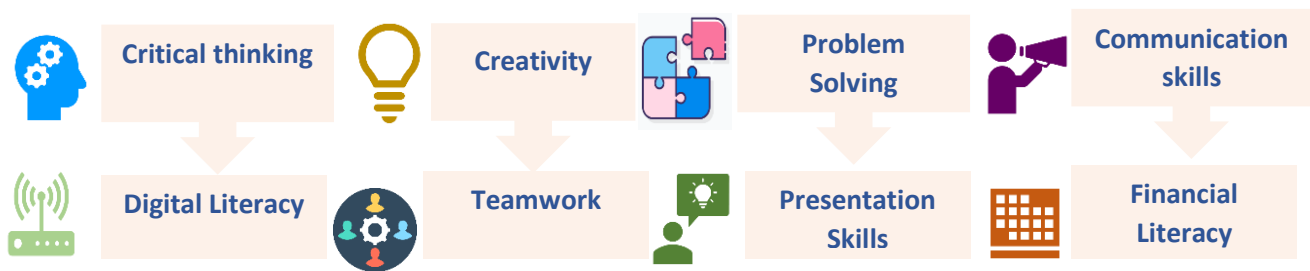 Critical thinking
Creativity
Problem
Solving
Communication
skills
Digital Literacy
Teamwork
Presentation
Skills
Financial
Literacy